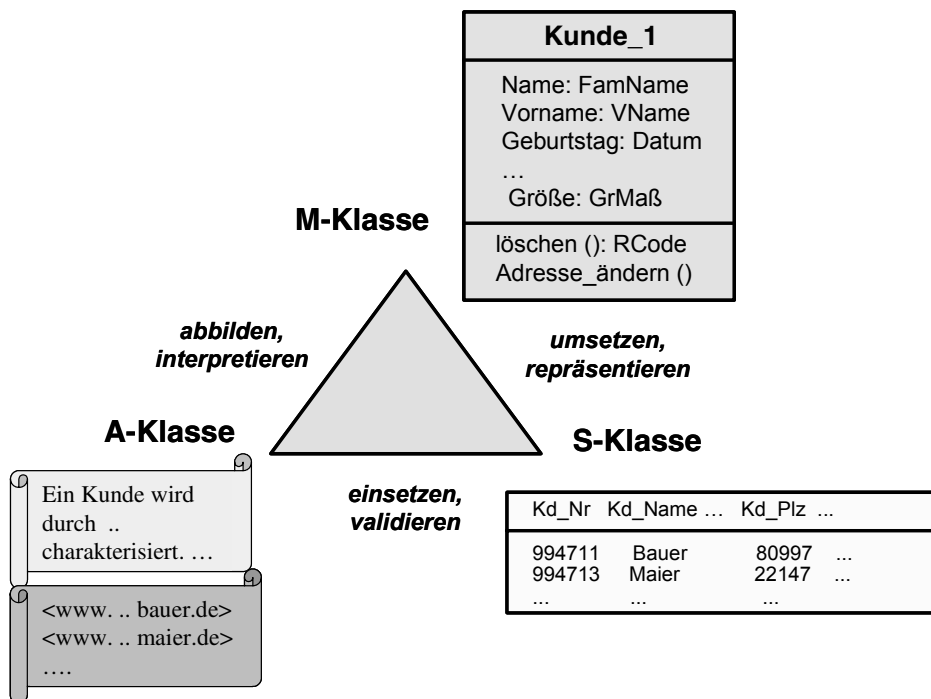 Kunde_1
Name: FamName
Vorname: VName
Geburtstag: Datum
…
Größe: GrMaß
löschen (): RCode
Adresse_ändern ()
M-Klasse
abbilden,
interpretieren
umsetzen,
repräsentieren
A-Klasse
S-Klasse
einsetzen,
validieren
Ein Kunde wird
durch ..
charakterisiert. …
<www. .. bauer.de>
<www. .. maier.de>
….
Kd_Nr Kd_Name … Kd_Plz ...
994711 Bauer 80997 ...
994713 Maier 22147 ...
... ... ...